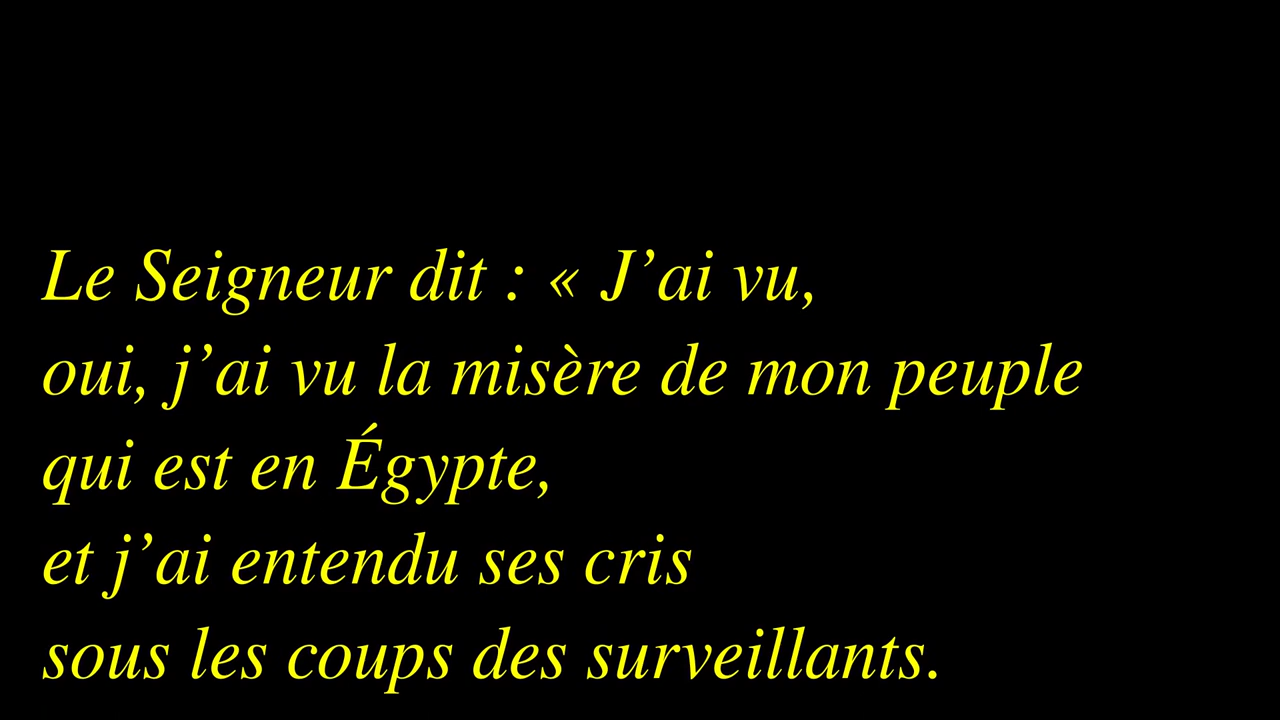 Le Seigneur dit : « J’ai vu,
oui, j’ai vu la misère de mon peuple
qui est en Égypte,
et j’ai entendu ses cris
sous les coups des surveillants.